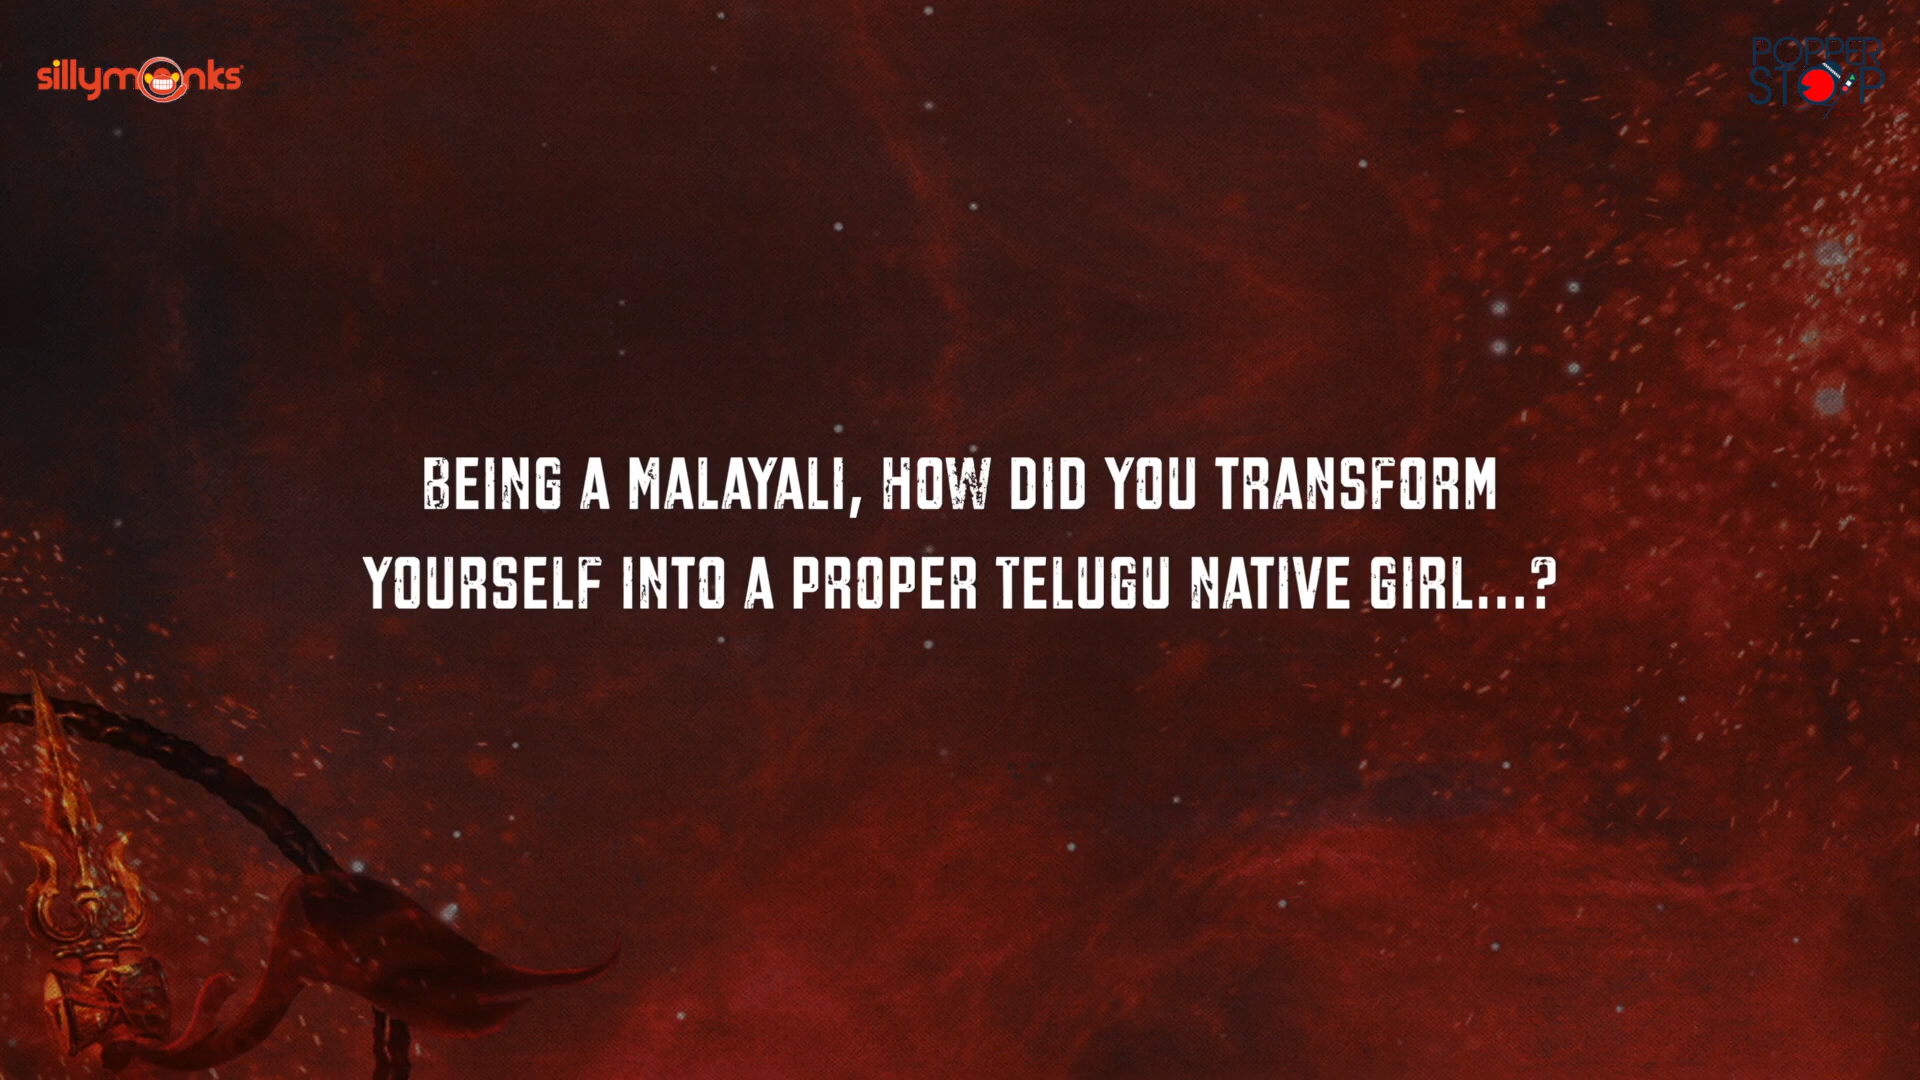 sillymonks
POPPER
STOP
BEING A MALAYALI, HOW DID YOU TRANSFORM
YOURSELF INTO A PROPER TELUGU NATIVE GIRL...?